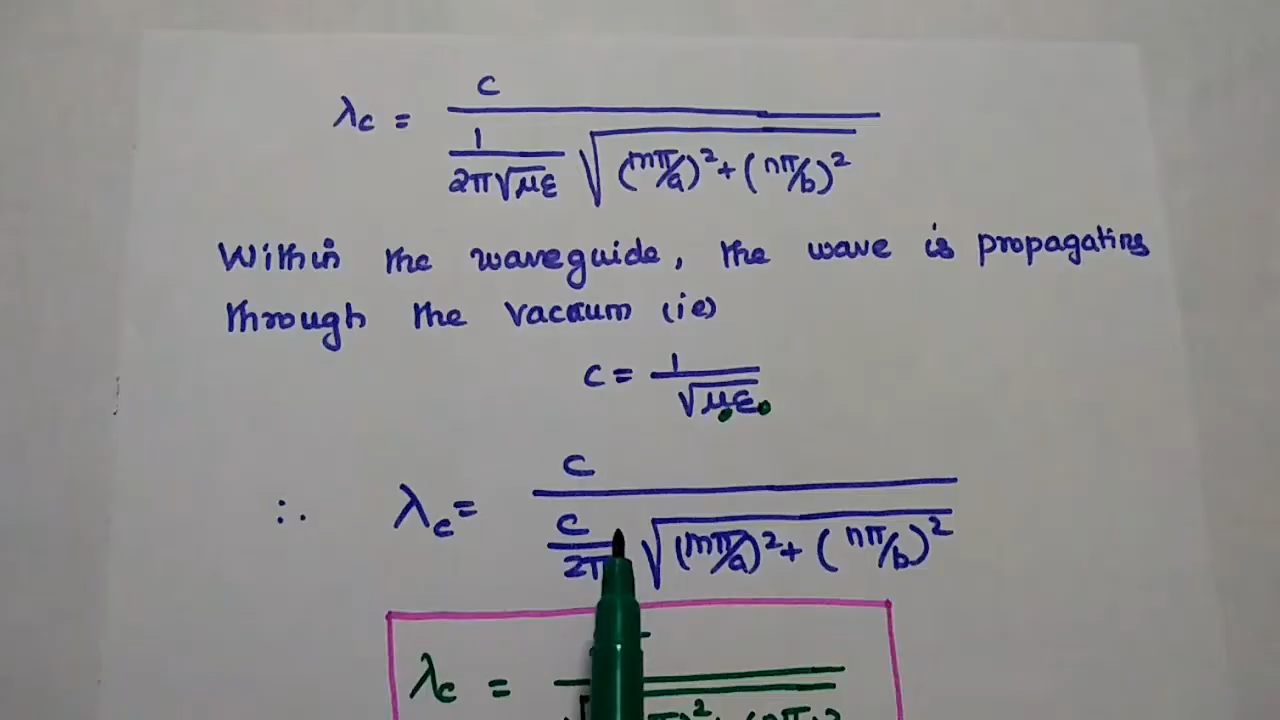 λc = C / (1/(2π√με) √((mπ/a)² + (nπ/b)²))
Within the waveguide, the wave is propagating
through the vacuum (ie)
C = 1/√μ.ε.
∴ λc = C / (C/2π √((mπ/a)² + (nπ/b)²))
λc =